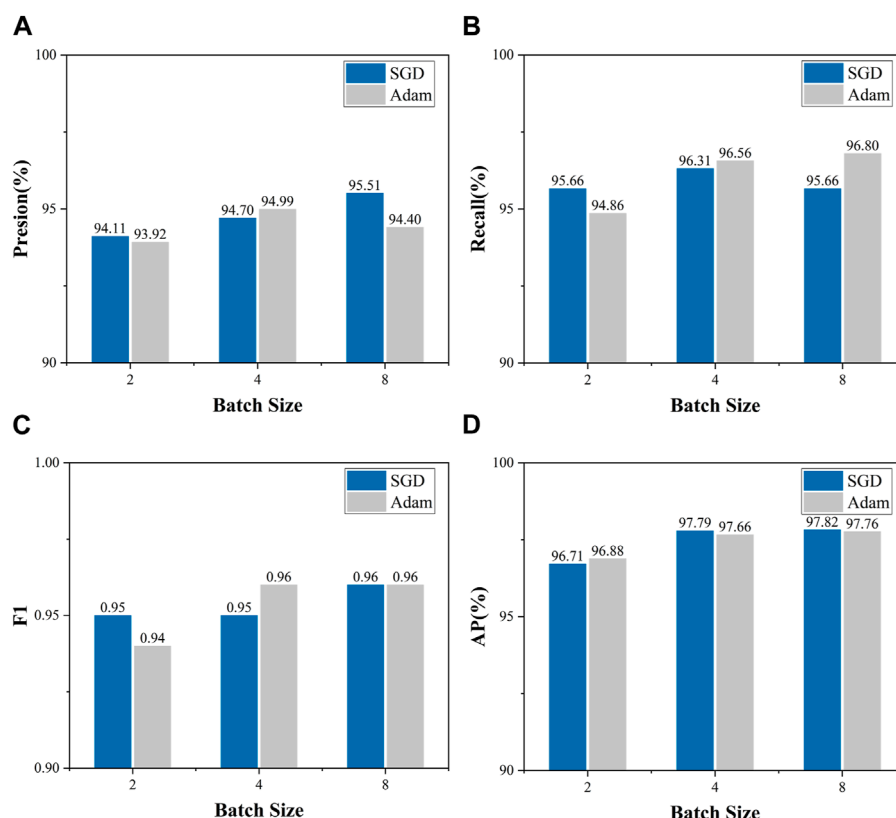 A
100
SGD
Adam
95.51
94.99
94.70
94.40
94.11
93.92
95
90
Presion(%)
2
4
8
Batch Size
B
100
SGD
Adam
96.80
96.56
96.31
95.66
95.66
94.86
95
90
Recall(%)
2
4
8
Batch Size
C
1.00
SGD
Adam
0.96
0.96
0.96
0.95
0.95
0.94
0.95
0.90
F1
2
4
8
Batch Size
D
100
SGD
Adam
97.82
97.76
97.79
97.66
96.71
96.88
95
90
AP(%)
2
4
8
Batch Size